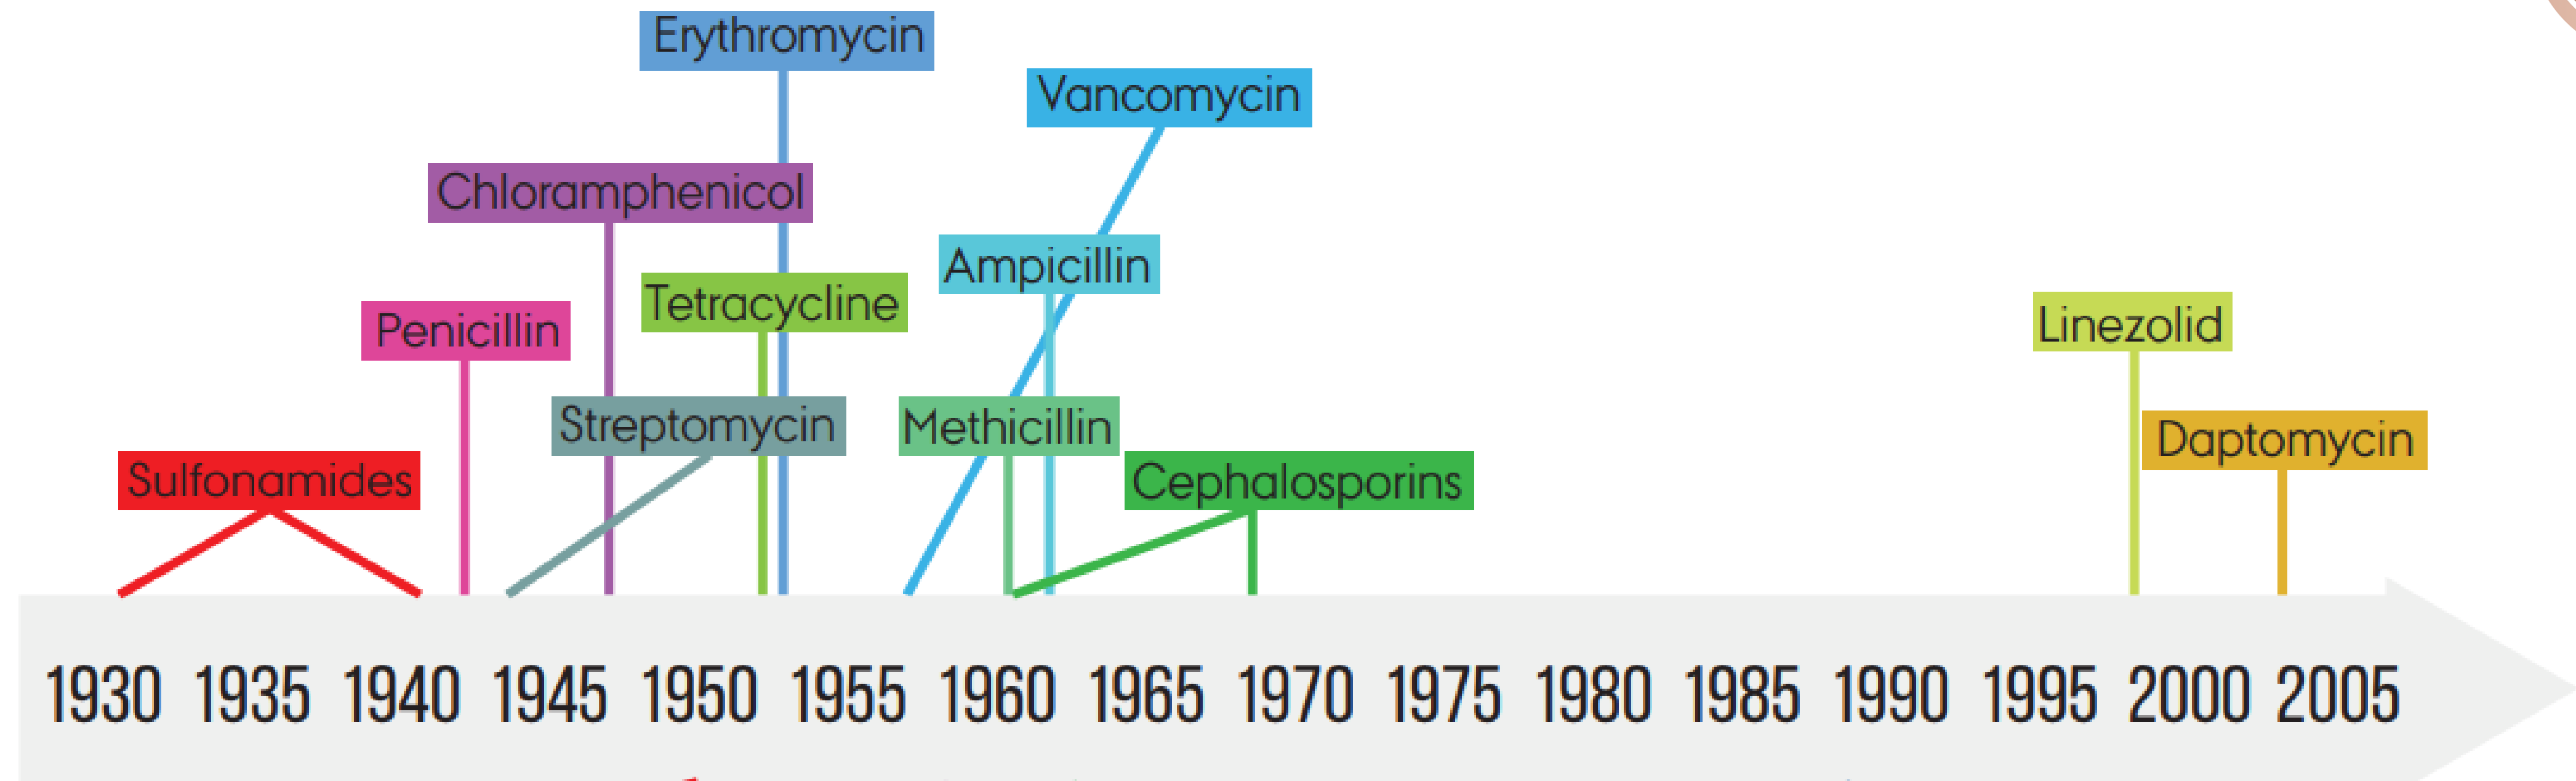 Erythromycin
Vancomycin
Chloramphenicol
Ampicillin
Tetracycline
Penicillin
Linezolid
Streptomycin
Methicillin
Daptomycin
Sulfonamides
Cephalosporins
1930 1935 1940 1945 1950 1955 1960 1965 1970 1975 1980 1985 1990 1995 2000 2005